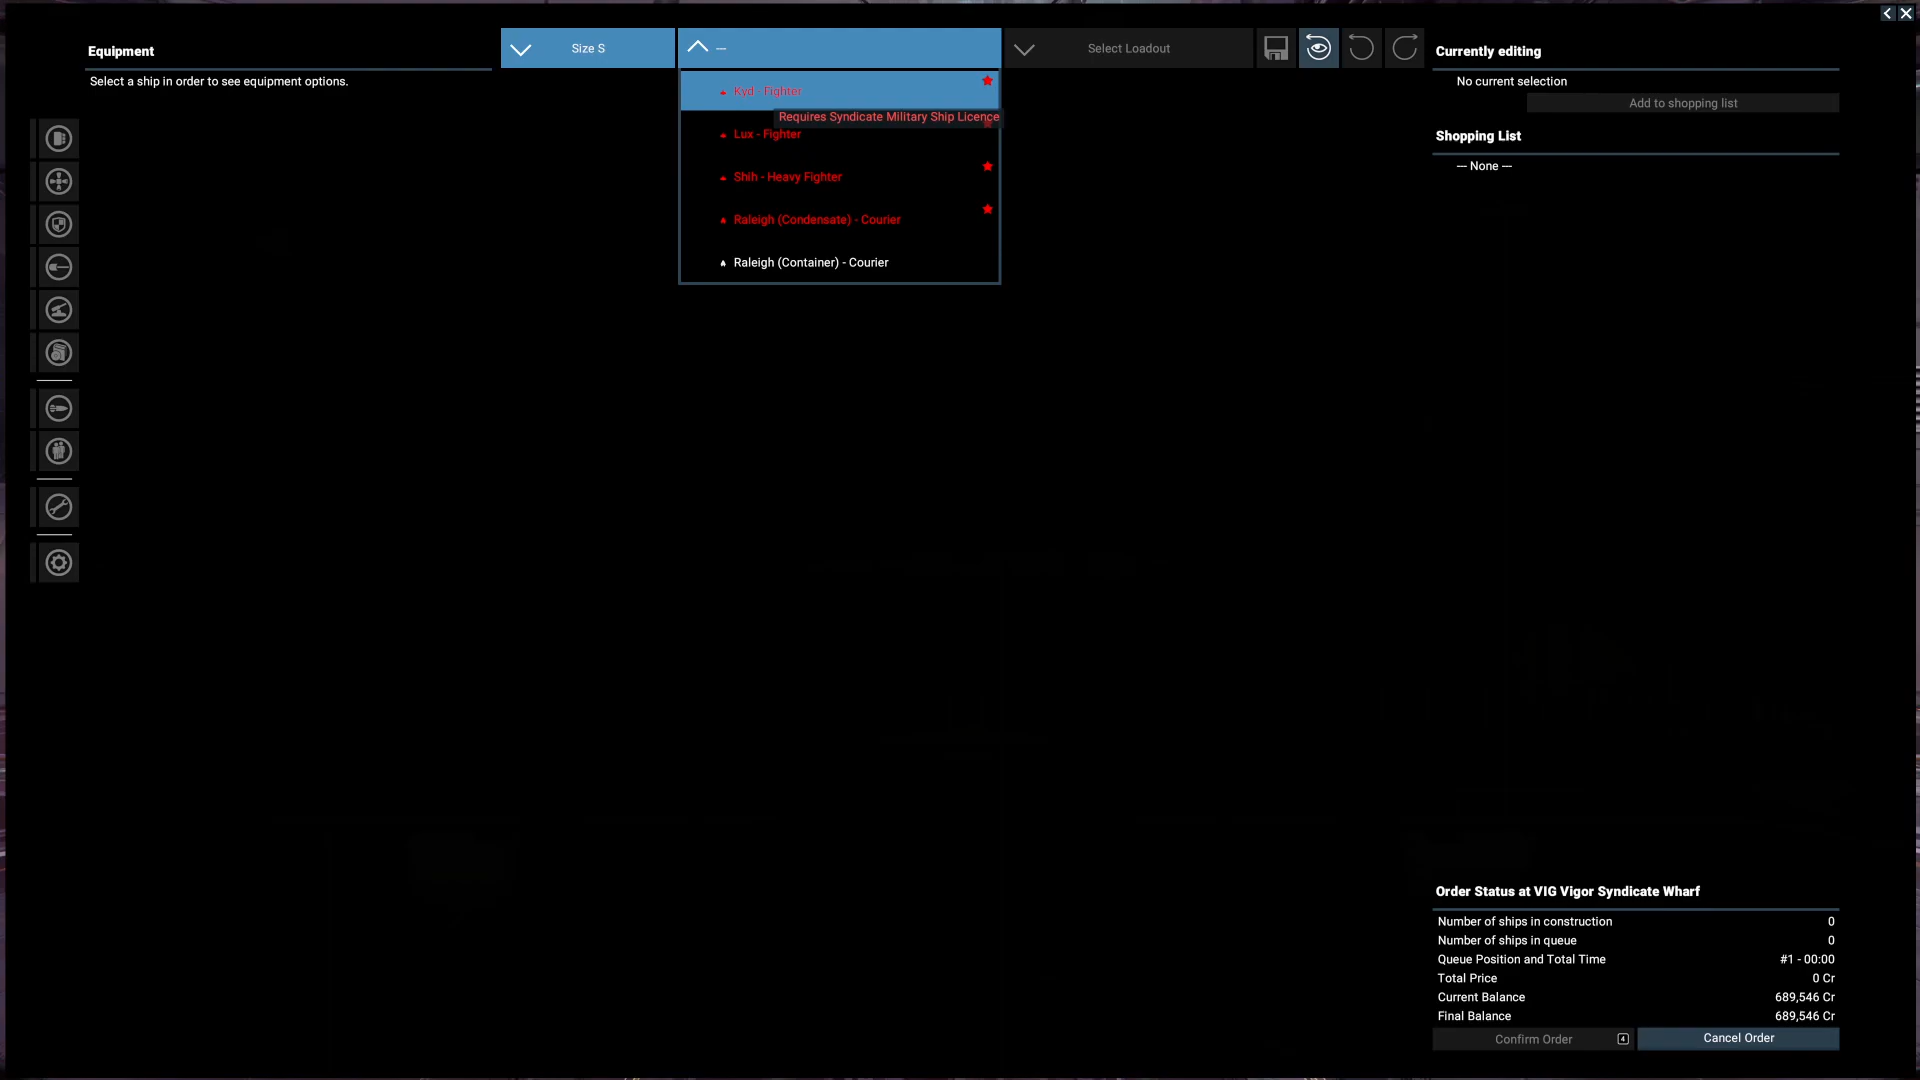 Equipment
Select a ship in order to see equipment options.
Size S
---
Select Loadout
Kyd - Fighter
Requires Syndicate Military Ship Licence
Lux - Fighter
Shih - Heavy Fighter
Raleigh (Condensate) - Courier
Raleigh (Container) - Courier
Currently editing
No current selection
Add to shopping list
Shopping List
--- None ---
Order Status at VIG Vigor Syndicate Wharf
Number of ships in construction 0
Number of ships in queue 0
Queue Position and Total Time #1 - 00:00
Total Price 0 Cr
Current Balance 689,546 Cr
Final Balance 689,546 Cr
Confirm Order 4
Cancel Order